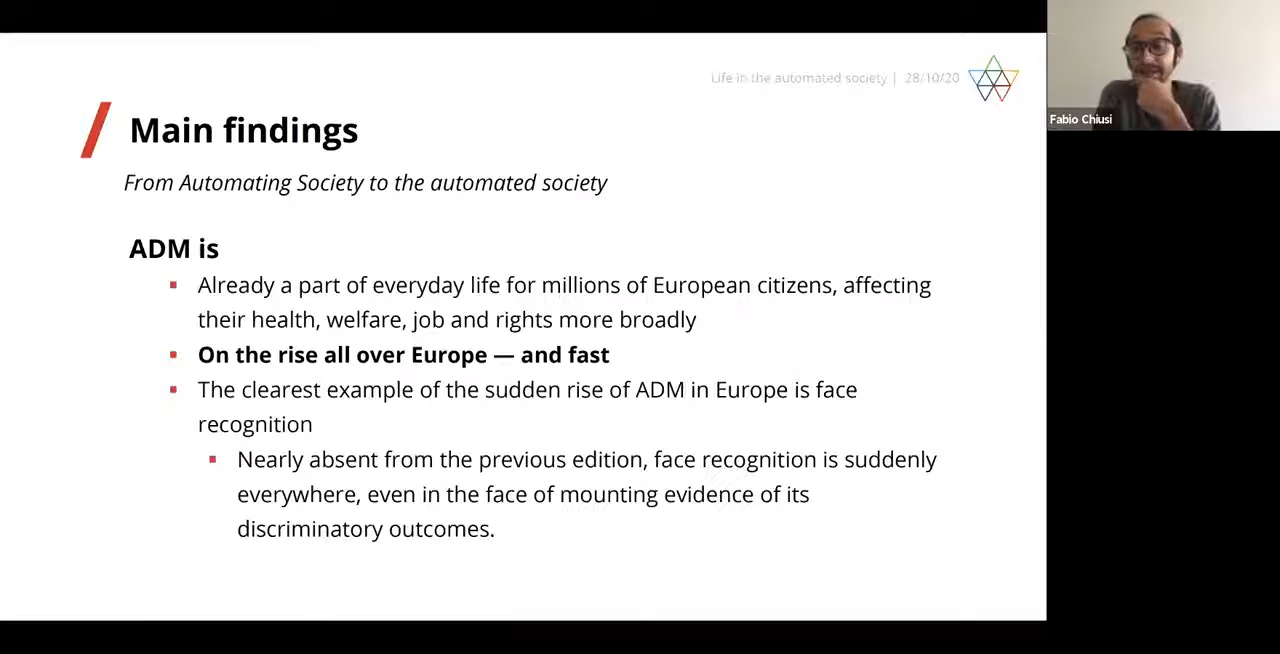 Life in the automated society | 28/10/20
Main findings
From Automating Society to the automated society
ADM is
Already a part of everyday life for millions of European citizens, affecting
their health, welfare, job and rights more broadly
On the rise all over Europe — and fast
The clearest example of the sudden rise of ADM in Europe is face
recognition
Nearly absent from the previous edition, face recognition is suddenly
everywhere, even in the face of mounting evidence of its
discriminatory outcomes.
Fabio Chiusi